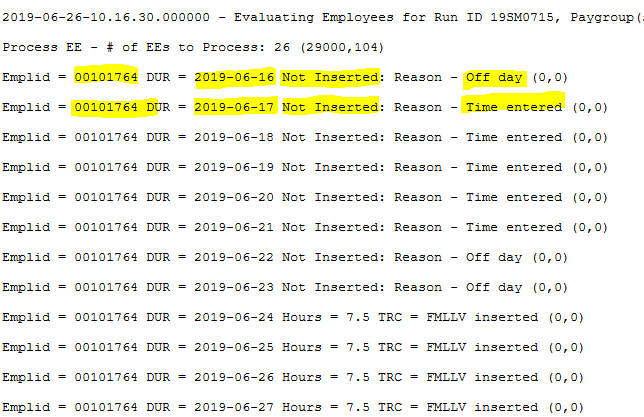 2019-06-26-10.16.30.000000 - Evaluating Employees for Run ID 19SM0715, Paygroup(
Process EE - # of EEs to Process: 26 (29000,104)
Emplid = 00101764 DUR = 2019-06-16 Not Inserted: Reason - Off day (0,0)
Emplid = 00101764 DUR = 2019-06-17 Not Inserted: Reason - Time entered (0,0)
Emplid = 00101764 DUR = 2019-06-18 Not Inserted: Reason - Time entered (0,0)
Emplid = 00101764 DUR = 2019-06-19 Not Inserted: Reason - Time entered (0,0)
Emplid = 00101764 DUR = 2019-06-20 Not Inserted: Reason - Time entered (0,0)
Emplid = 00101764 DUR = 2019-06-21 Not Inserted: Reason - Time entered (0,0)
Emplid = 00101764 DUR = 2019-06-22 Not Inserted: Reason - Off day (0,0)
Emplid = 00101764 DUR = 2019-06-23 Not Inserted: Reason - Off day (0,0)
Emplid = 00101764 DUR = 2019-06-24 Hours = 7.5 TRC = FMLLV inserted (0,0)
Emplid = 00101764 DUR = 2019-06-25 Hours = 7.5 TRC = FMLLV inserted (0,0)
Emplid = 00101764 DUR = 2019-06-26 Hours = 7.5 TRC = FMLLV inserted (0,0)
Emplid = 00101764 DUR = 2019-06-27 Hours = 7.5 TRC = FMLLV inserted (0,0)